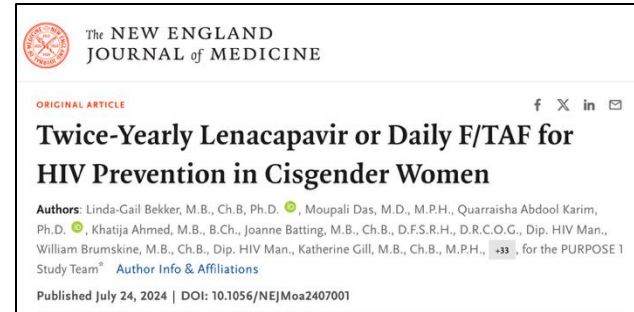 The NEW ENGLAND
JOURNAL of MEDICINE
ORIGINAL ARTICLE
Twice-Yearly Lenacapavir or Daily F/TAF for
HIV Prevention in Cisgender Women
Authors: Linda-Gail Bekker, M.B., Ch.B, Ph.D. iD, Moupali Das, M.D., M.P.H., Quarraisha Abdool Karim,
Ph.D. iD, Khatija Ahmed, M.B., B.Ch., Joanne Batting, M.B., Ch.B., D.F.S.R.H., D.R.C.O.G., Dip. HIV Man.,
William Brumskine, M.B., Ch.B., Dip. HIV Man., Katherine Gill, M.B., Ch.B., M.P.H., +33, for the PURPOSE 1
Study Team* Author Info & Affiliations
Published July 24, 2024 | DOI: 10.1056/NEJMoa2407001